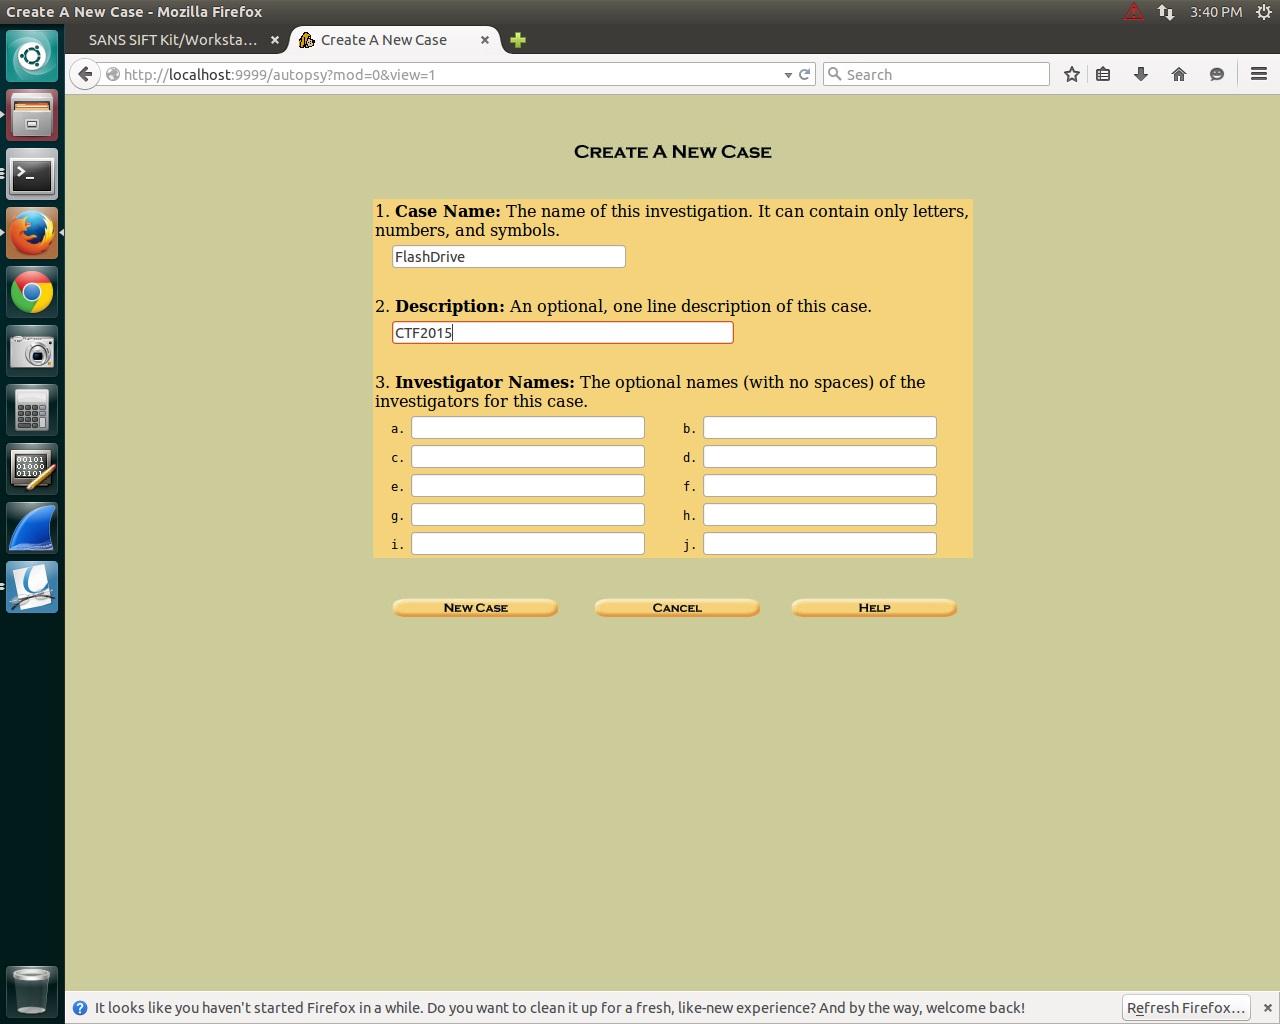 Create A New Case - Mozilla Firefox
3:40 PM
SANS SIFT Kit/Worksta...
Create A New Case
http://localhost:9999/autopsy?mod=0&view=1
Search
CREATE A NEW CASE
1. Case Name: The name of this investigation. It can contain only letters,
numbers, and symbols.
FlashDrive
2. Description: An optional, one line description of this case.
CTF2015
3. Investigator Names: The optional names (with no spaces) of the
investigators for this case.
a. b.
c. d.
e. f.
g. h.
i. j.
NEW CASE CANCEL HELP
It looks like you haven't started Firefox in a while. Do you want to clean it up for a fresh, like-new experience? And by the way, welcome back!
Refresh Firefox...